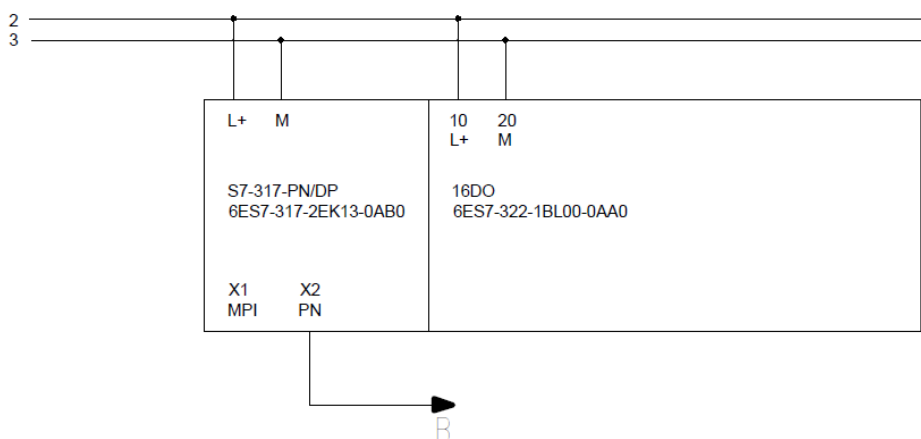 2
3
L+ M
10 20
L+ M
S7-317-PN/DP
6ES7-317-2EK13-0AB0
16DO
6ES7-322-1BL00-0AA0
X1 X2
MPI PN